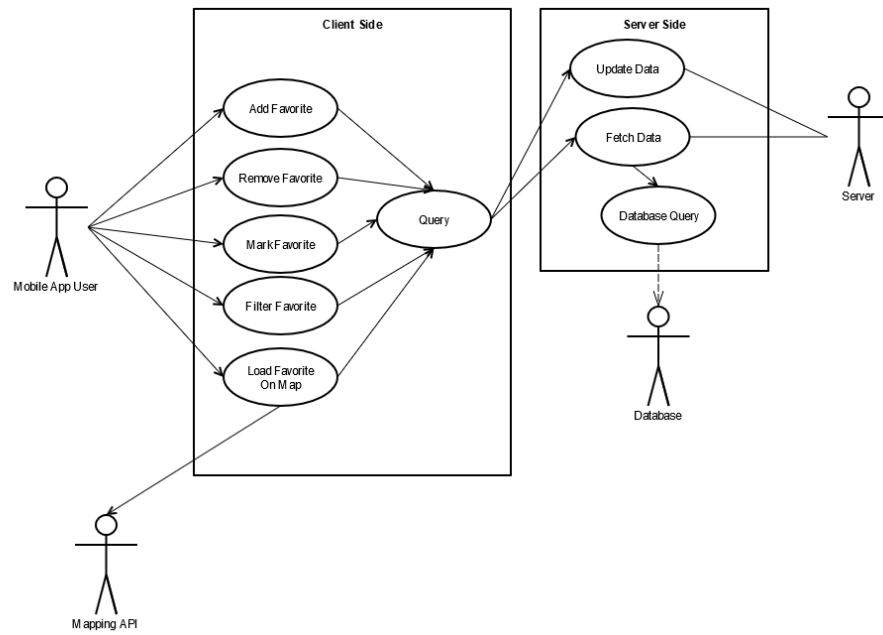 Client Side
Server Side
Update Data
Add Favorite
Fetch Data
Remove Favorite
Server
Query
Database Query
Mark Favorite
Mobile App User
Filter Favorite
Load Favorite
On Map
Database
Mapping API